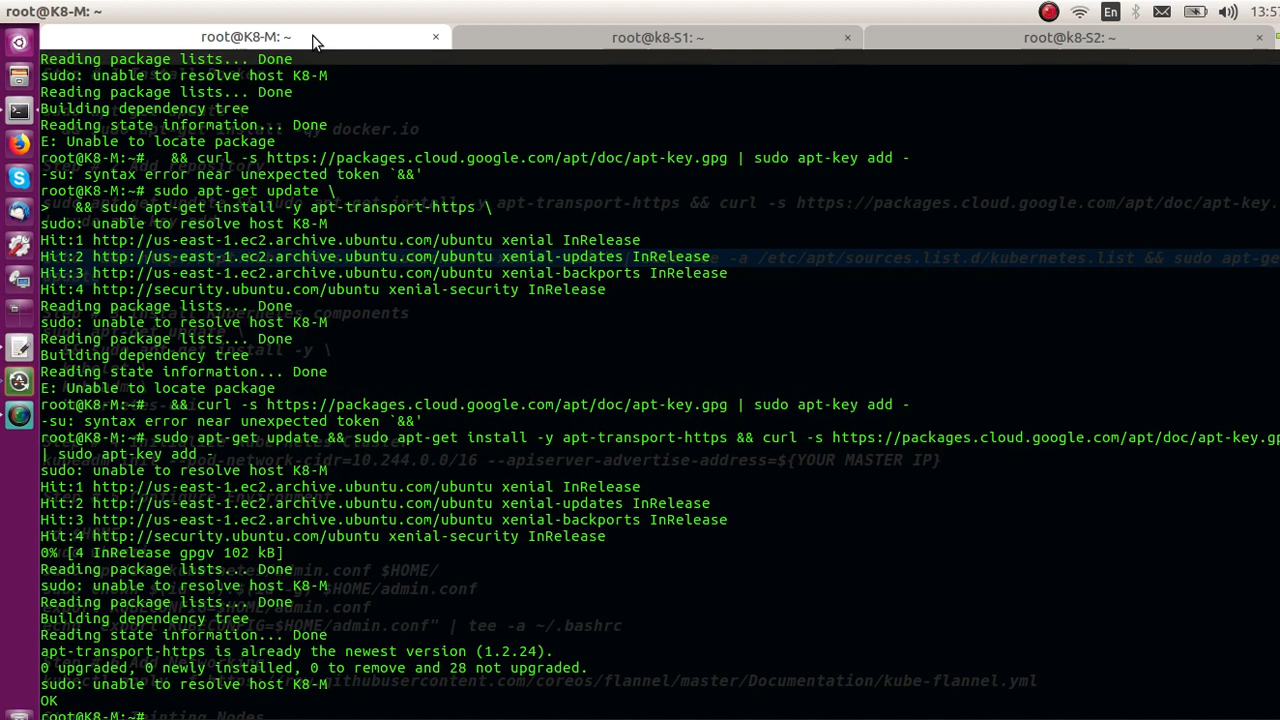 root@K8-M: ~
En
13:57
root@K8-M: ~ ×
root@k8-S1: ~ ×
root@k8-S2: ~ ×
Reading package lists... Done
sudo: unable to resolve host K8-M
Reading package lists... Done
Building dependency tree
Reading state information... Done
E: Unable to locate package
root@K8-M:~#   && curl -s https://packages.cloud.google.com/apt/doc/apt-key.gpg | sudo apt-key add -
-su: syntax error near unexpected token `&&'
root@K8-M:~# sudo apt-get update \
>   && sudo apt-get install -y apt-transport-https \
sudo: unable to resolve host K8-M
Hit:1 http://us-east-1.ec2.archive.ubuntu.com/ubuntu xenial InRelease
Hit:2 http://us-east-1.ec2.archive.ubuntu.com/ubuntu xenial-updates InRelease
Hit:3 http://us-east-1.ec2.archive.ubuntu.com/ubuntu xenial-backports InRelease
Hit:4 http://security.ubuntu.com/ubuntu xenial-security InRelease
Reading package lists... Done
sudo: unable to resolve host K8-M
Reading package lists... Done
Building dependency tree
Reading state information... Done
E: Unable to locate package
root@K8-M:~#   && curl -s https://packages.cloud.google.com/apt/doc/apt-key.gpg | sudo apt-key add -
-su: syntax error near unexpected token `&&'
root@K8-M:~# sudo apt-get update && sudo apt-get install -y apt-transport-https && curl -s https://packages.cloud.google.com/apt/doc/apt-key.gp
| sudo apt-key add -
sudo: unable to resolve host K8-M
Hit:1 http://us-east-1.ec2.archive.ubuntu.com/ubuntu xenial InRelease
Hit:2 http://us-east-1.ec2.archive.ubuntu.com/ubuntu xenial-updates InRelease
Hit:3 http://us-east-1.ec2.archive.ubuntu.com/ubuntu xenial-backports InRelease
Hit:4 http://security.ubuntu.com/ubuntu xenial-security InRelease
0% [4 InRelease gpgv 102 kB]
Reading package lists... Done
sudo: unable to resolve host K8-M
Reading package lists... Done
Building dependency tree
Reading state information... Done
apt-transport-https is already the newest version (1.2.24).
0 upgraded, 0 newly installed, 0 to remove and 28 not upgraded.
sudo: unable to resolve host K8-M
OK
root@K8-M:~#